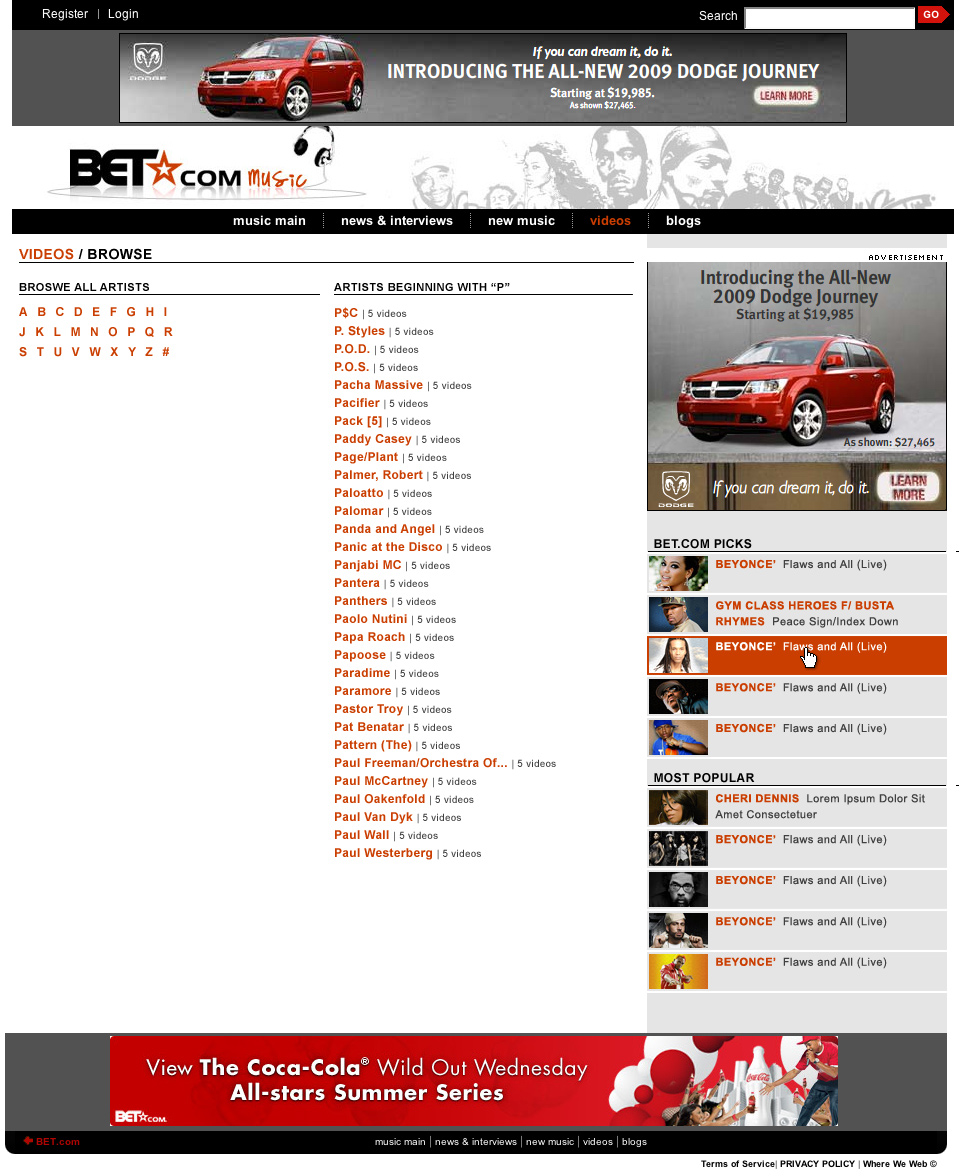 Register | Login
Search
GO
DODGE
If you can dream it, do it.
INTRODUCING THE ALL-NEW 2009 DODGE JOURNEY
Starting at $19,985.
As shown $27,465.
LEARN MORE
BET COM Music
music main
news & interviews
new music
videos
blogs
VIDEOS / BROWSE
BROSWE ALL ARTISTS
A B C D E F G H I
J K L M N O P Q R
S T U V W X Y Z #
ARTISTS BEGINNING WITH “P”
P$C | 5 videos
P. Styles | 5 videos
P.O.D. | 5 videos
P.O.S. | 5 videos
Pacha Massive | 5 videos
Pacifier | 5 videos
Pack [5] | 5 videos
Paddy Casey | 5 videos
Page/Plant | 5 videos
Palmer, Robert | 5 videos
Paloatto | 5 videos
Palomar | 5 videos
Panda and Angel | 5 videos
Panic at the Disco | 5 videos
Panjabi MC | 5 videos
Pantera | 5 videos
Panthers | 5 videos
Paolo Nutini | 5 videos
Papa Roach | 5 videos
Papoose | 5 videos
Paradime | 5 videos
Paramore | 5 videos
Pastor Troy | 5 videos
Pat Benatar | 5 videos
Pattern (The) | 5 videos
Paul Freeman/Orchestra Of... | 5 videos
Paul McCartney | 5 videos
Paul Oakenfold | 5 videos
Paul Van Dyk | 5 videos
Paul Wall | 5 videos
Paul Westerberg | 5 videos
ADVERTISEMENT
Introducing the All-New
2009 Dodge Journey
Starting at $19,985
As shown: $27,465
DODGE
If you can dream it, do it.
LEARN
MORE
BET.COM PICKS
BEYONCE’ Flaws and All (Live)
GYM CLASS HEROES F/ BUSTA
RHYMES Peace Sign/Index Down
BEYONCE’ Flaws and All (Live)
BEYONCE’ Flaws and All (Live)
BEYONCE’ Flaws and All (Live)
MOST POPULAR
CHERI DENNIS Lorem Ipsum Dolor Sit
Amet Consectetuer
BEYONCE’ Flaws and All (Live)
BEYONCE’ Flaws and All (Live)
BEYONCE’ Flaws and All (Live)
BEYONCE’ Flaws and All (Live)
View The Coca-Cola® Wild Out Wednesday
All-stars Summer Series
BET COM
Coca-Cola
BET.com
music main | news & interviews | new music | videos | blogs
Terms of Service| PRIVACY POLICY | Where We Web ©